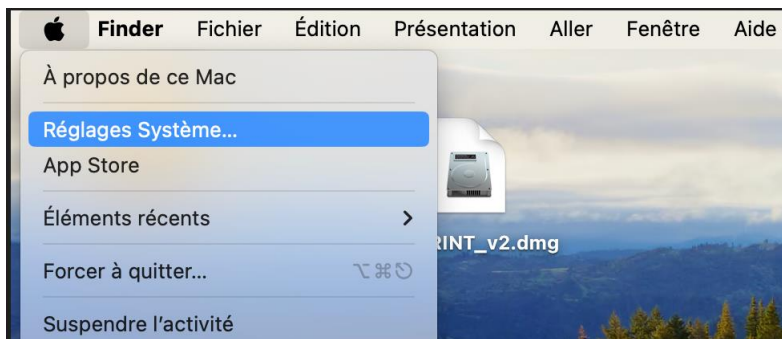 Finder Fichier Édition Présentation Aller Fenêtre Aide
À propos de ce Mac
Réglages Système...
App Store
Éléments récents
RINT_v2.dmg
Forcer à quitter... ⌥⌘⎋
Suspendre l'activité